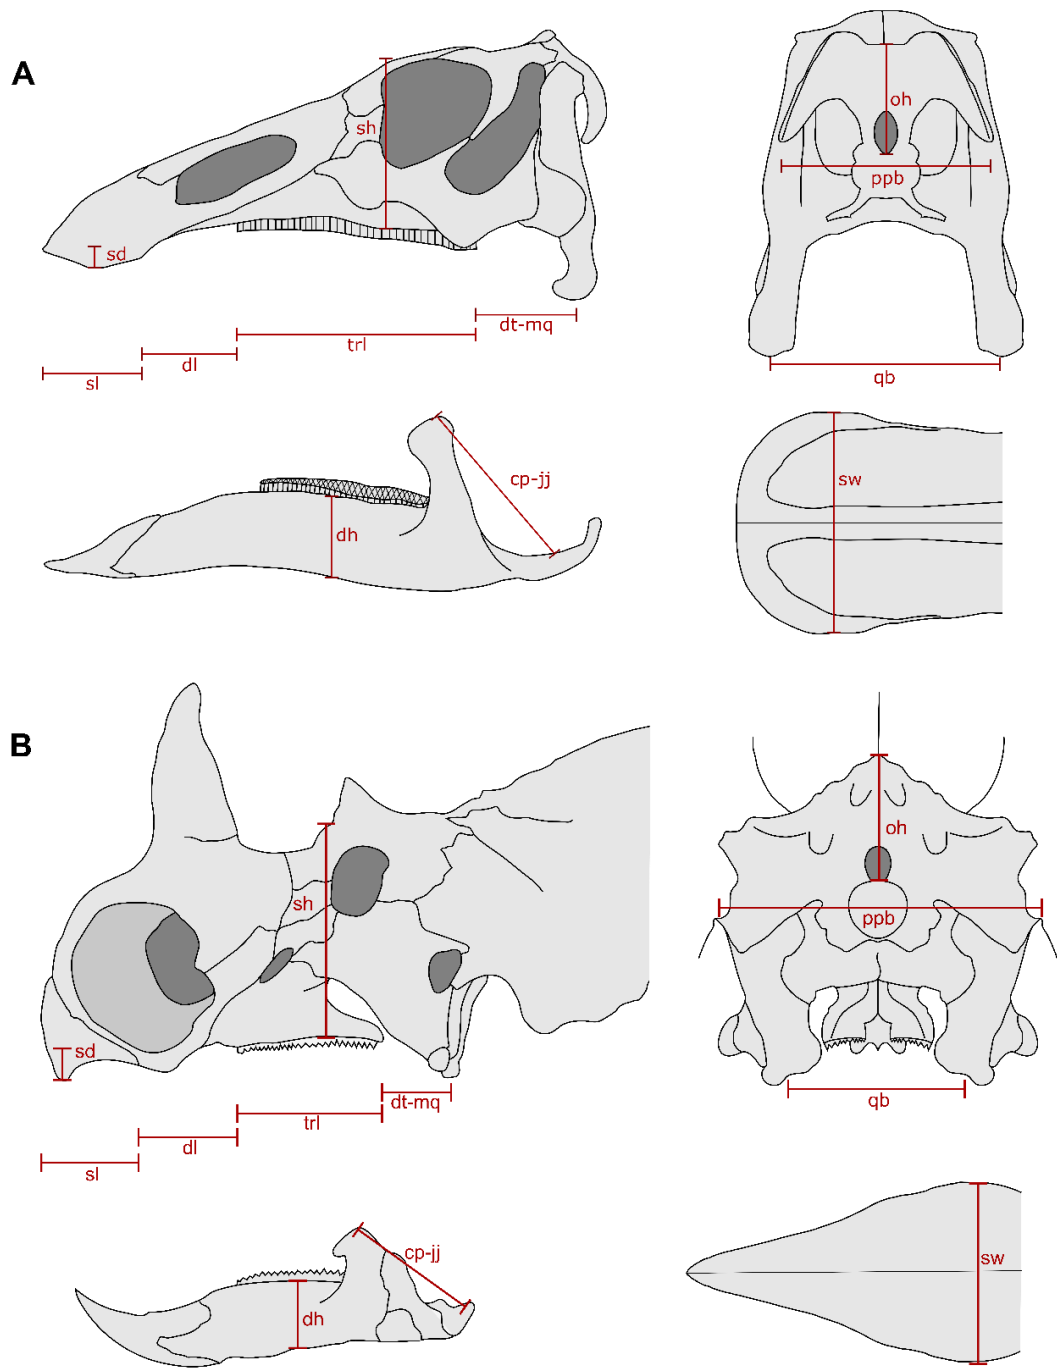 A
sh
sd
dt-mq
trl
dl
sl
oh
ppb
qb
cp-jj
dh
sw
B
sh
sd
dt-mq
trl
dl
sl
oh
ppb
qb
cp-jj
dh
sw